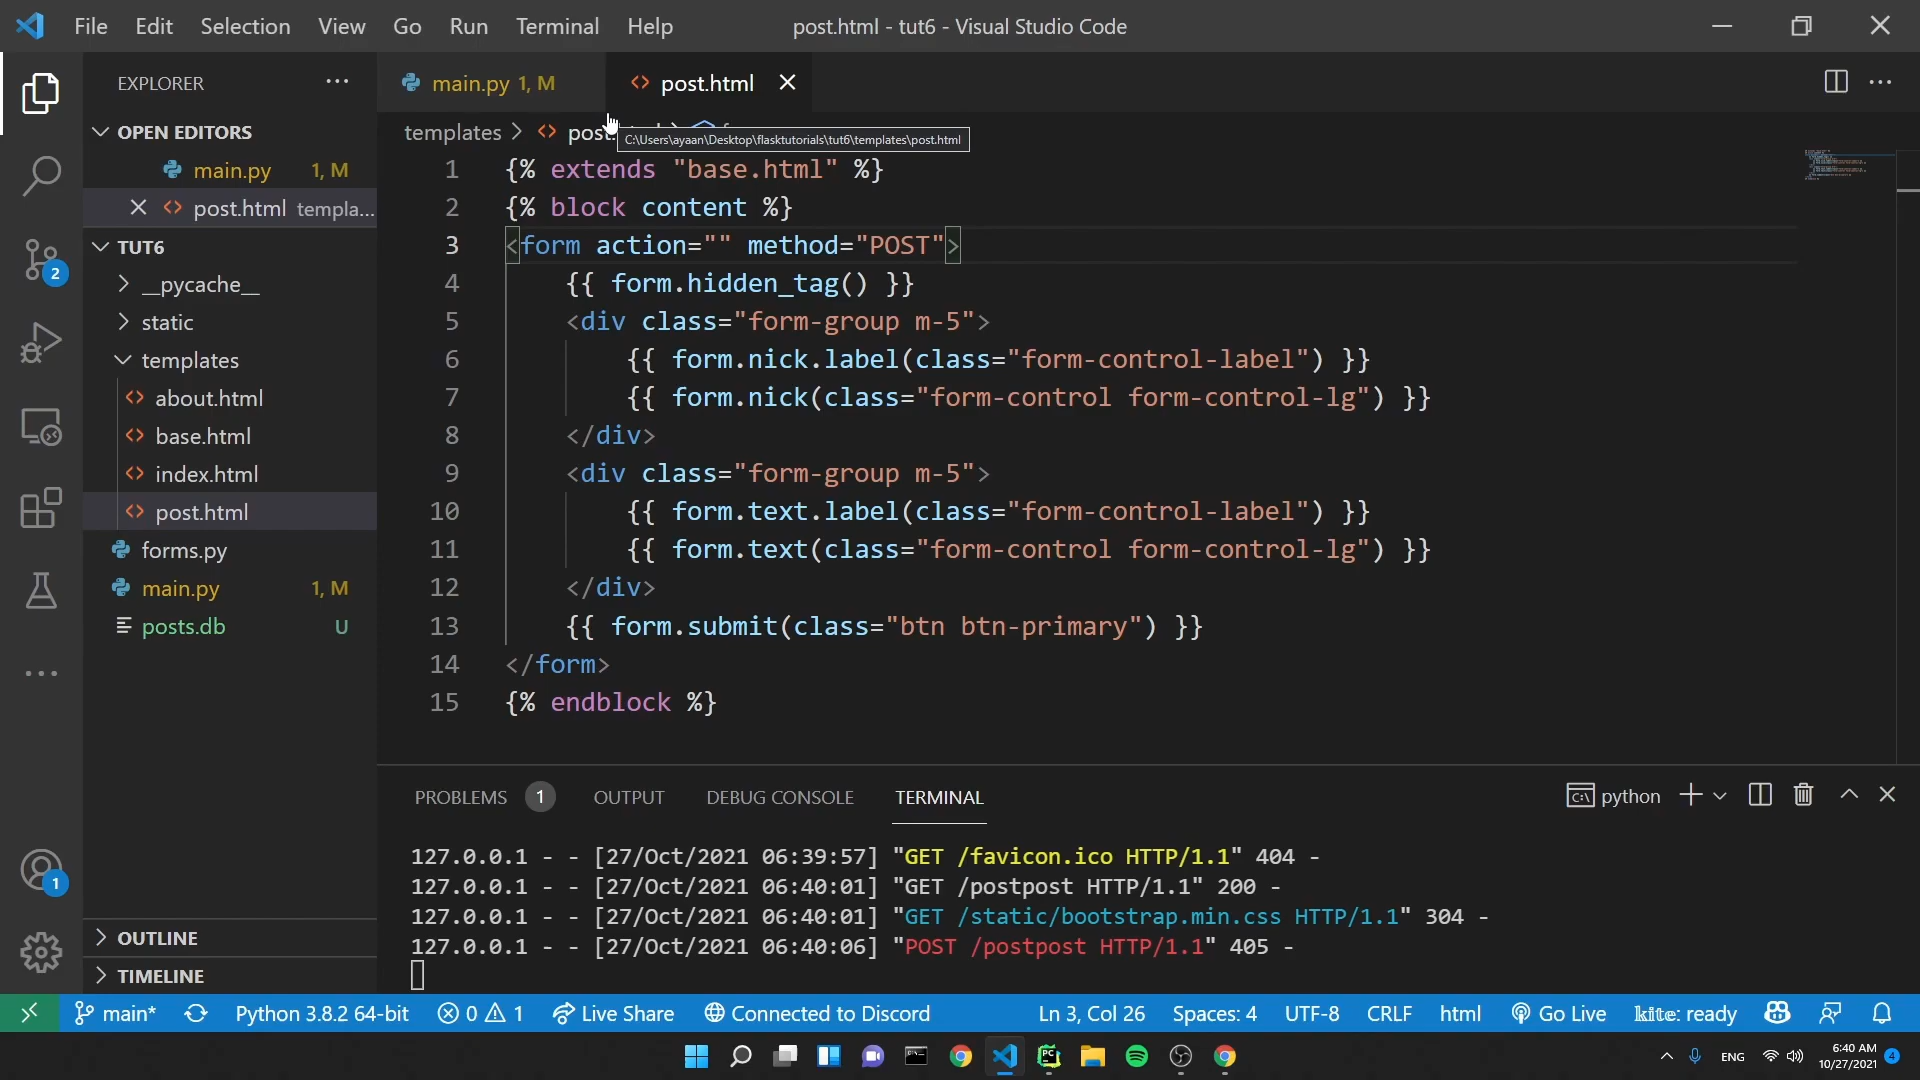 File Edit Selection View Go Run Terminal Help
post.html - tut6 - Visual Studio Code
EXPLORER
main.py 1, M
post.html
OPEN EDITORS
main.py 1, M
post.html templa...
TUT6
__pycache__
static
templates
about.html
base.html
index.html
post.html
forms.py
main.py 1, M
posts.db U
OUTLINE
TIMELINE
2
1
templates > post.
C:\Users\ayaan\Desktop\flasktutorials\tut6\templates\post.html
1 {% extends "base.html" %}
2 {% block content %}
3 <form action="" method="POST">
4 {{ form.hidden_tag() }}
5 <div class="form-group m-5">
6 {{ form.nick.label(class="form-control-label") }}
7 {{ form.nick(class="form-control form-control-lg") }}
8 </div>
9 <div class="form-group m-5">
10 {{ form.text.label(class="form-control-label") }}
11 {{ form.text(class="form-control form-control-lg") }}
12 </div>
13 {{ form.submit(class="btn btn-primary") }}
14 </form>
15 {% endblock %}
PROBLEMS 1 OUTPUT DEBUG CONSOLE TERMINAL
python
127.0.0.1 - - [27/Oct/2021 06:39:57] "GET /favicon.ico HTTP/1.1" 404 -
127.0.0.1 - - [27/Oct/2021 06:40:01] "GET /postpost HTTP/1.1" 200 -
127.0.0.1 - - [27/Oct/2021 06:40:01] "GET /static/bootstrap.min.css HTTP/1.1" 304 -
127.0.0.1 - - [27/Oct/2021 06:40:06] "POST /postpost HTTP/1.1" 405 -
main* Python 3.8.2 64-bit 0 1 Live Share Connected to Discord
Ln 3, Col 26 Spaces: 4 UTF-8 CRLF html Go Live kite: ready
ENG
6:40 AM
10/27/2021
4